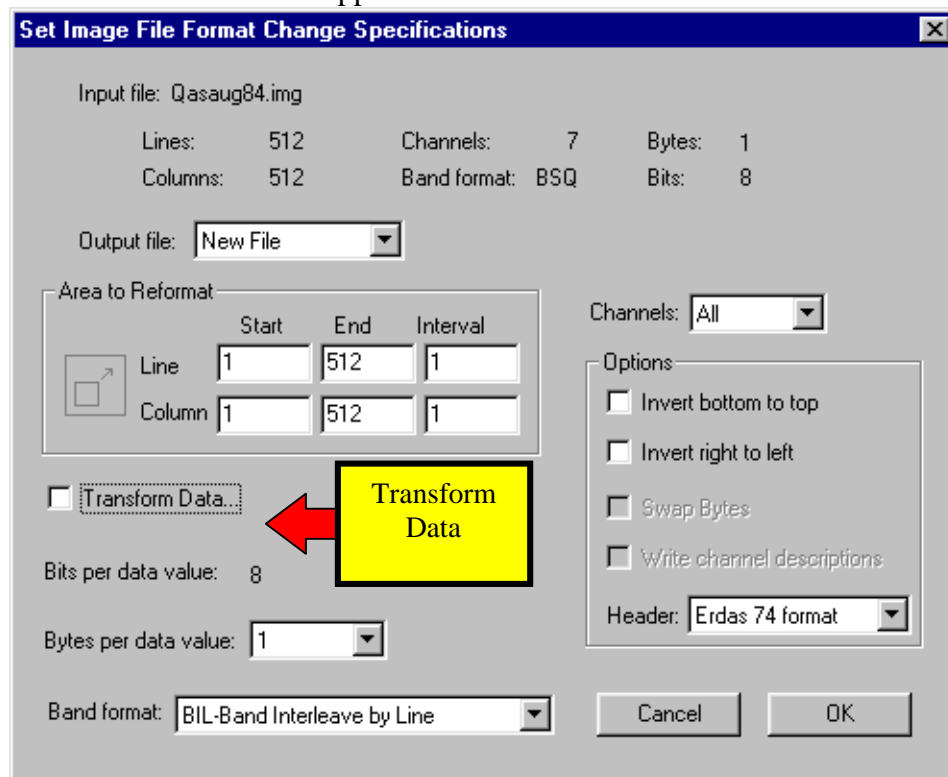 Set Image File Format Change Specifications
Input file: Qasaug84.img
Lines: 512 Channels: 7 Bytes: 1
Columns: 512 Band format: BSQ Bits: 8
Output file: New File
Area to Reformat
Start End Interval
Line 1 512 1
Column 1 512 1
Channels: All
Options
Invert bottom to top
Invert right to left
Swap Bytes
Write channel descriptions
Header: Erdas 74 format
Transform Data...
Transform
Data
Bits per data value: 8
Bytes per data value: 1
Band format: BIL-Band Interleave by Line
Cancel OK